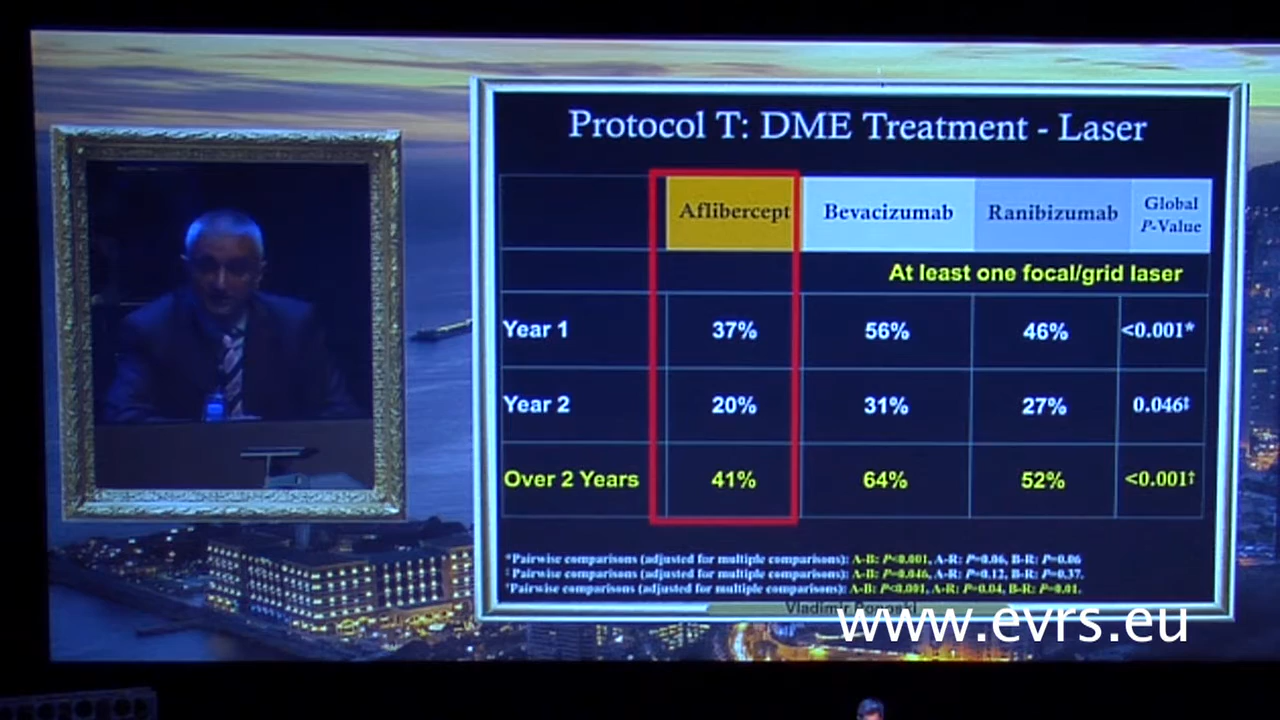 Protocol T: DME Treatment - Laser
Aflibercept Bevacizumab Ranibizumab Global P-Value
At least one focal/grid laser
Year 1 37% 56% 46% <0.001*
Year 2 20% 31% 27% 0.046‡
Over 2 Years 41% 64% 52% <0.001†
*Pairwise comparisons (adjusted for multiple comparisons): A-B: P<0.001, A-R: P=0.06, B-R: P=0.06
‡Pairwise comparisons (adjusted for multiple comparisons): A-B: P=0.046, A-R: P=0.12, B-R: P=0.37.
†Pairwise comparisons (adjusted for multiple comparisons): A-B: P<0.001, A-R: P=0.04, B-R: P=0.01.
Vladimir
www.evrs.eu